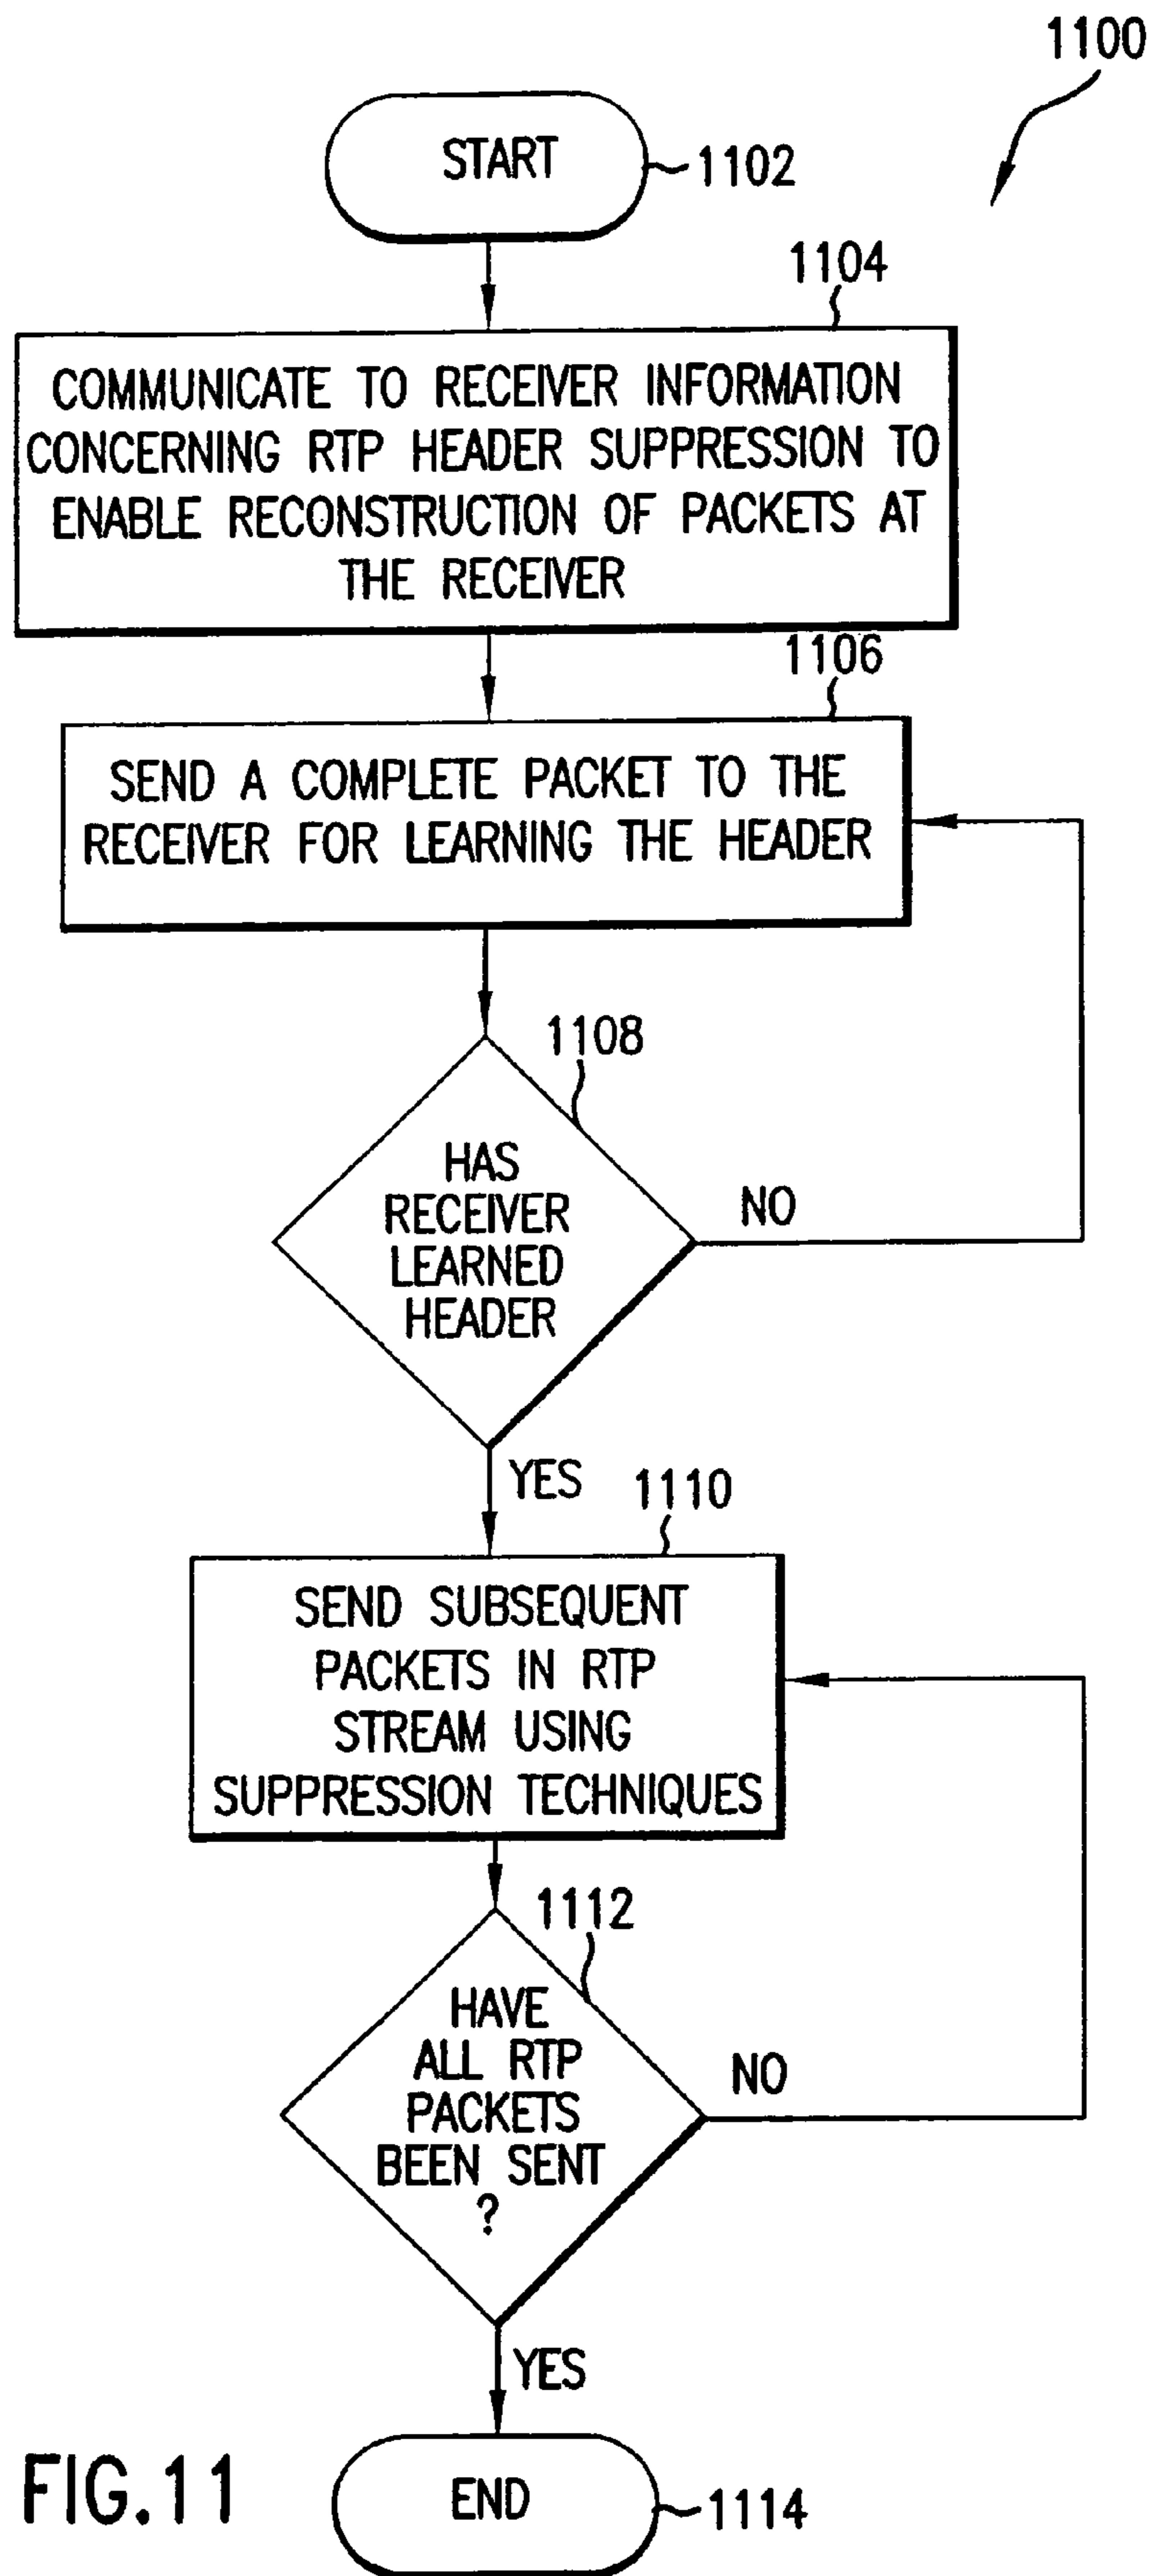 1100
START
1102
1104
COMMUNICATE TO RECEIVER INFORMATION
CONCERNING RTP HEADER SUPPRESSION TO
ENABLE RECONSTRUCTION OF PACKETS AT
THE RECEIVER
1106
SEND A COMPLETE PACKET TO THE
RECEIVER FOR LEARNING THE HEADER
1108
HAS
RECEIVER
LEARNED
HEADER
NO
YES
1110
SEND SUBSEQUENT
PACKETS IN RTP
STREAM USING
SUPPRESSION TECHNIQUES
1112
HAVE
ALL RTP
PACKETS
BEEN SENT
?
NO
YES
FIG.11
END
1114